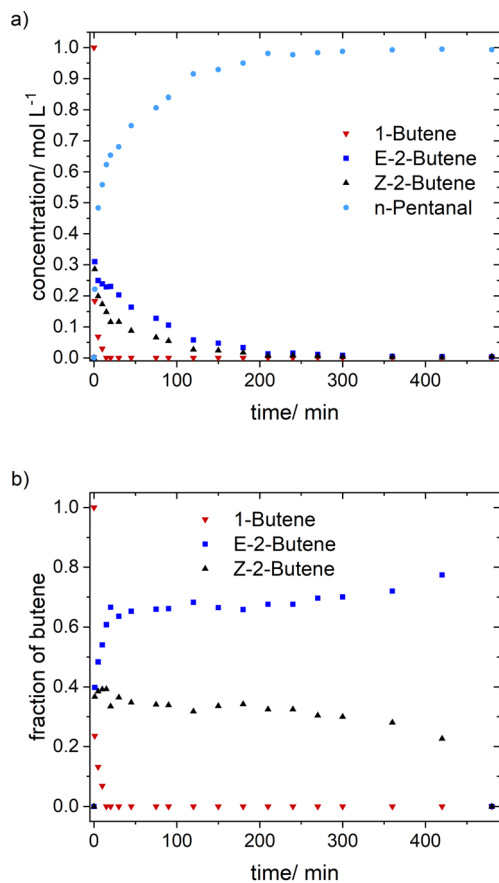 a)
1.0
0.9
0.8
0.7
0.6
0.5
0.4
0.3
0.2
0.1
0.0
concentration/ mol L⁻¹
1-Butene
E-2-Butene
Z-2-Butene
n-Pentanal
0 100 200 300 400
time/ min
b)
1.0
0.8
0.6
0.4
0.2
0.0
fraction of butene
1-Butene
E-2-Butene
Z-2-Butene
0 100 200 300 400
time/ min